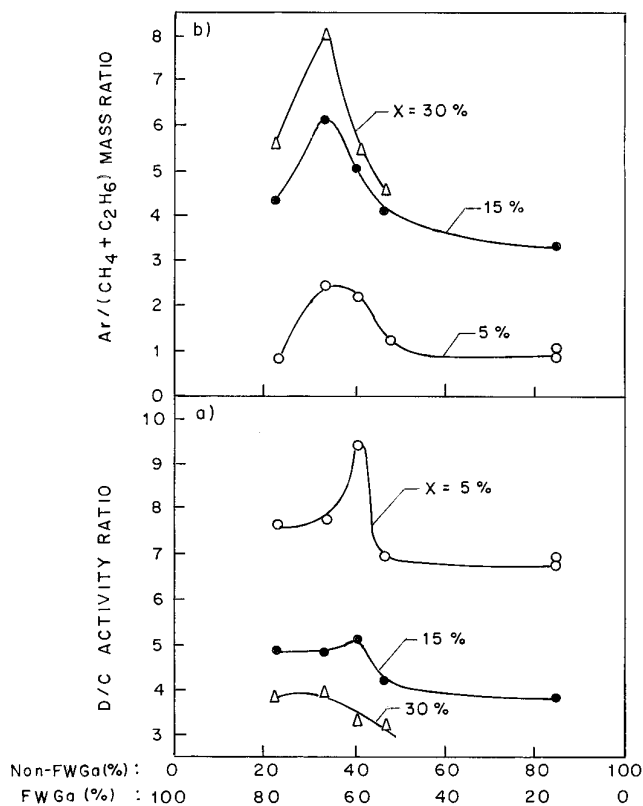 b)
8
7
6
5
4
3
2
1
0
Ar/(CH4 + C2H6) MASS RATIO
X = 30 %
15 %
5 %
a)
10
9
8
7
6
5
4
3
D/C ACTIVITY RATIO
X = 5 %
15 %
30 %
Non-FWGa(%) : 0 20 40 60 80 100
FWGa (%) : 100 80 60 40 20 0